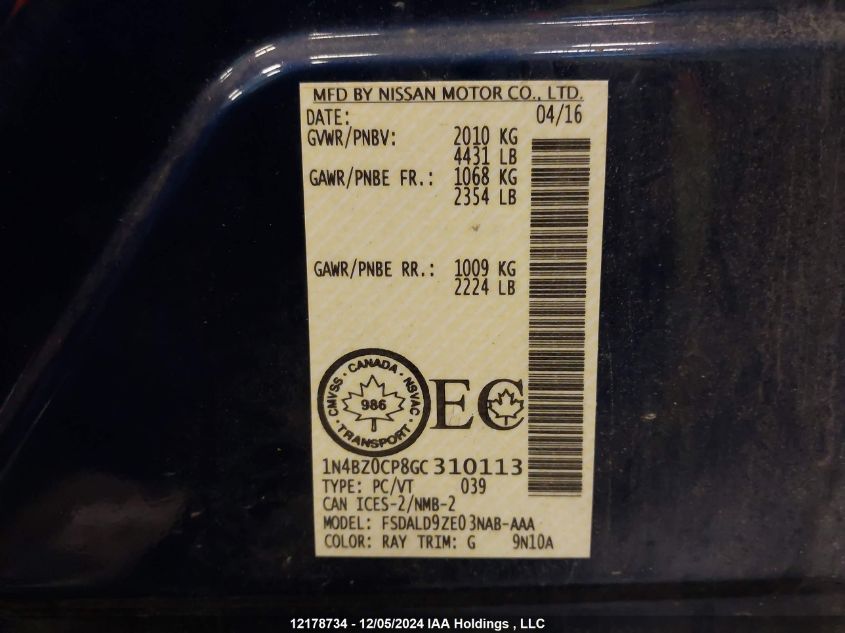 MFD BY NISSAN MOTOR CO., LTD.
DATE: 04/16
GVWR/PNBV: 2010 KG
4431 LB
GAWR/PNBE FR.: 1068 KG
2354 LB
GAWR/PNBE RR.: 1009 KG
2224 LB
CMVSS · CANADA · NSVAC · TRANSPORT ·
986
EC
1N4BZ0CP8GC310113
TYPE: PC/VT 039
CAN ICES-2/NMB-2
MODEL: FSDALD9ZE03NAB-AAA
COLOR: RAY TRIM: G 9N10A
12178734 - 12/05/2024 IAA Holdings , LLC